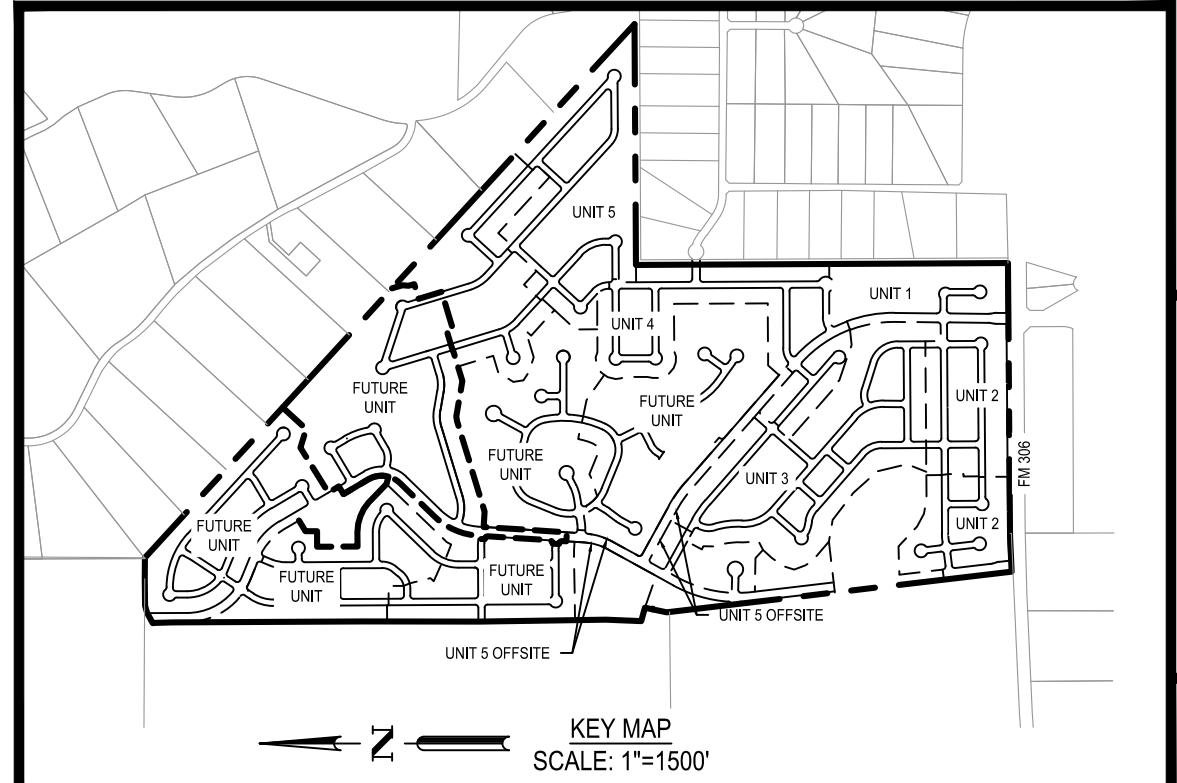 UNIT 5
UNIT 1
UNIT 4
FUTURE
UNIT
UNIT 2
FUTURE
UNIT
FM 306
FUTURE
UNIT
UNIT 3
FUTURE
UNIT
UNIT 2
FUTURE
UNIT
FUTURE
UNIT
UNIT 5 OFFSITE
UNIT 5 OFFSITE
N
KEY MAP
SCALE: 1"=1500'